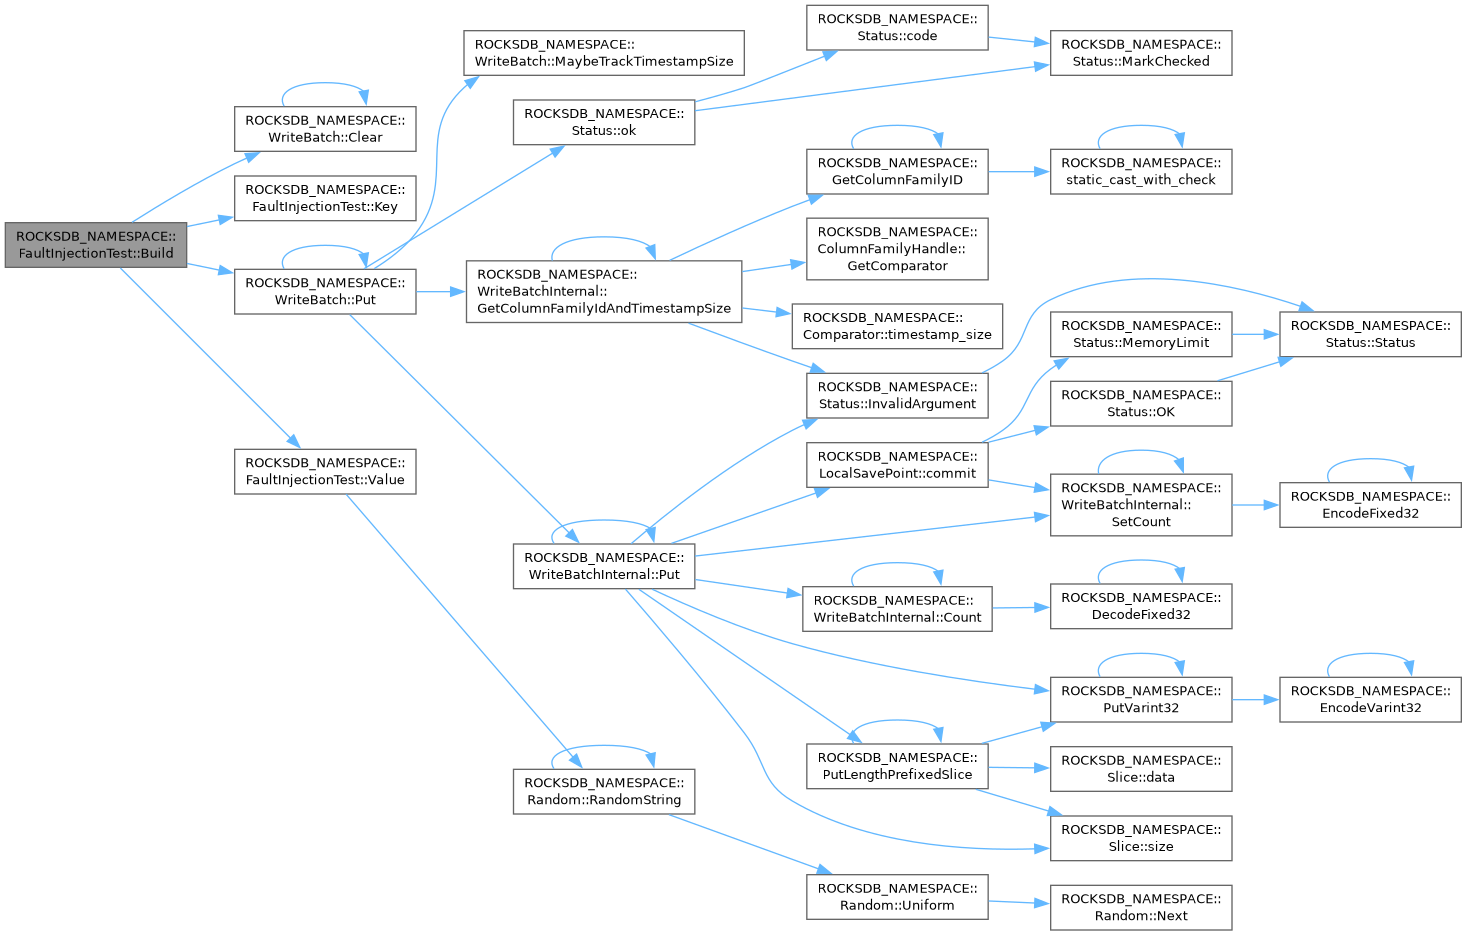 ROCKSDB_NAMESPACE::
FaultInjectionTest::Build
ROCKSDB_NAMESPACE::
WriteBatch::Clear
ROCKSDB_NAMESPACE::
FaultInjectionTest::Key
ROCKSDB_NAMESPACE::
WriteBatch::Put
ROCKSDB_NAMESPACE::
FaultInjectionTest::Value
ROCKSDB_NAMESPACE::
WriteBatch::MaybeTrackTimestampSize
ROCKSDB_NAMESPACE::
Status::ok
ROCKSDB_NAMESPACE::
WriteBatchInternal::
GetColumnFamilyIdAndTimestampSize
ROCKSDB_NAMESPACE::
WriteBatchInternal::Put
ROCKSDB_NAMESPACE::
Random::RandomString
ROCKSDB_NAMESPACE::
Status::code
ROCKSDB_NAMESPACE::
GetColumnFamilyID
ROCKSDB_NAMESPACE::
ColumnFamilyHandle::
GetComparator
ROCKSDB_NAMESPACE::
Comparator::timestamp_size
ROCKSDB_NAMESPACE::
Status::InvalidArgument
ROCKSDB_NAMESPACE::
LocalSavePoint::commit
ROCKSDB_NAMESPACE::
WriteBatchInternal::Count
ROCKSDB_NAMESPACE::
PutLengthPrefixedSlice
ROCKSDB_NAMESPACE::
Random::Uniform
ROCKSDB_NAMESPACE::
Status::MarkChecked
ROCKSDB_NAMESPACE::
static_cast_with_check
ROCKSDB_NAMESPACE::
Status::MemoryLimit
ROCKSDB_NAMESPACE::
Status::OK
ROCKSDB_NAMESPACE::
WriteBatchInternal::
SetCount
ROCKSDB_NAMESPACE::
DecodeFixed32
ROCKSDB_NAMESPACE::
PutVarint32
ROCKSDB_NAMESPACE::
Slice::data
ROCKSDB_NAMESPACE::
Slice::size
ROCKSDB_NAMESPACE::
Random::Next
ROCKSDB_NAMESPACE::
Status::Status
ROCKSDB_NAMESPACE::
EncodeFixed32
ROCKSDB_NAMESPACE::
EncodeVarint32